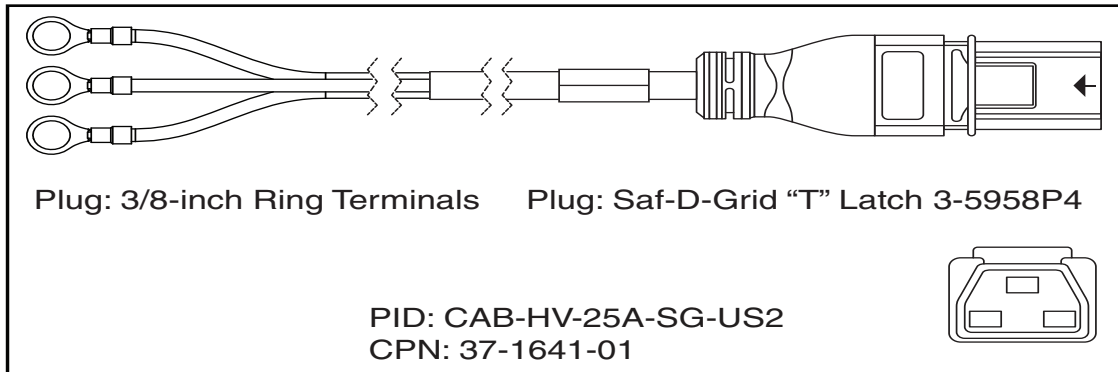 Plug: 3/8-inch Ring Terminals
Plug: Saf-D-Grid “T” Latch 3-5958P4
PID: CAB-HV-25A-SG-US2
CPN: 37-1641-01